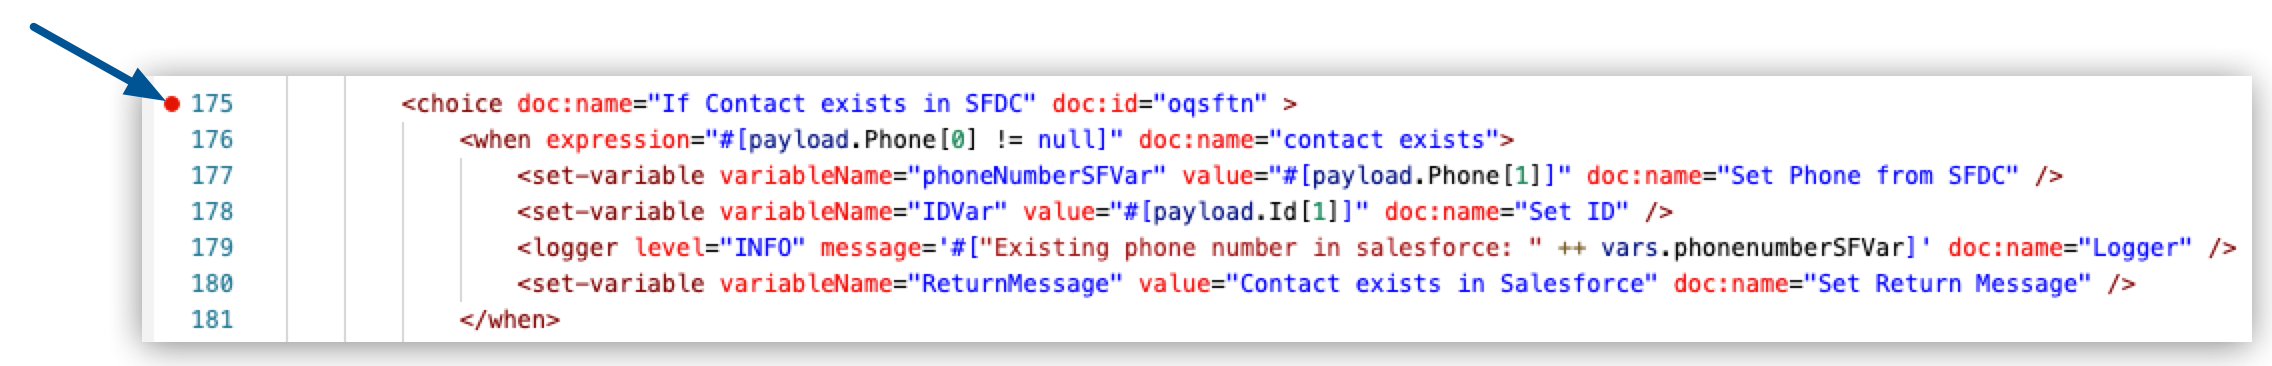 175 <choice doc:name="If Contact exists in SFDC" doc:id="oqsftn" >
176 <when expression="#[payload.Phone[0] != null]" doc:name="contact exists">
177 <set-variable variableName="phoneNumberSFVar" value="#[payload.Phone[1]]" doc:name="Set Phone from SFDC" />
178 <set-variable variableName="IDVar" value="#[payload.Id[1]]" doc:name="Set ID" />
179 <logger level="INFO" message='#["Existing phone number in salesforce: " ++ vars.phonenumberSFVar]' doc:name="Logger" />
180 <set-variable variableName="ReturnMessage" value="Contact exists in Salesforce" doc:name="Set Return Message" />
181 </when>